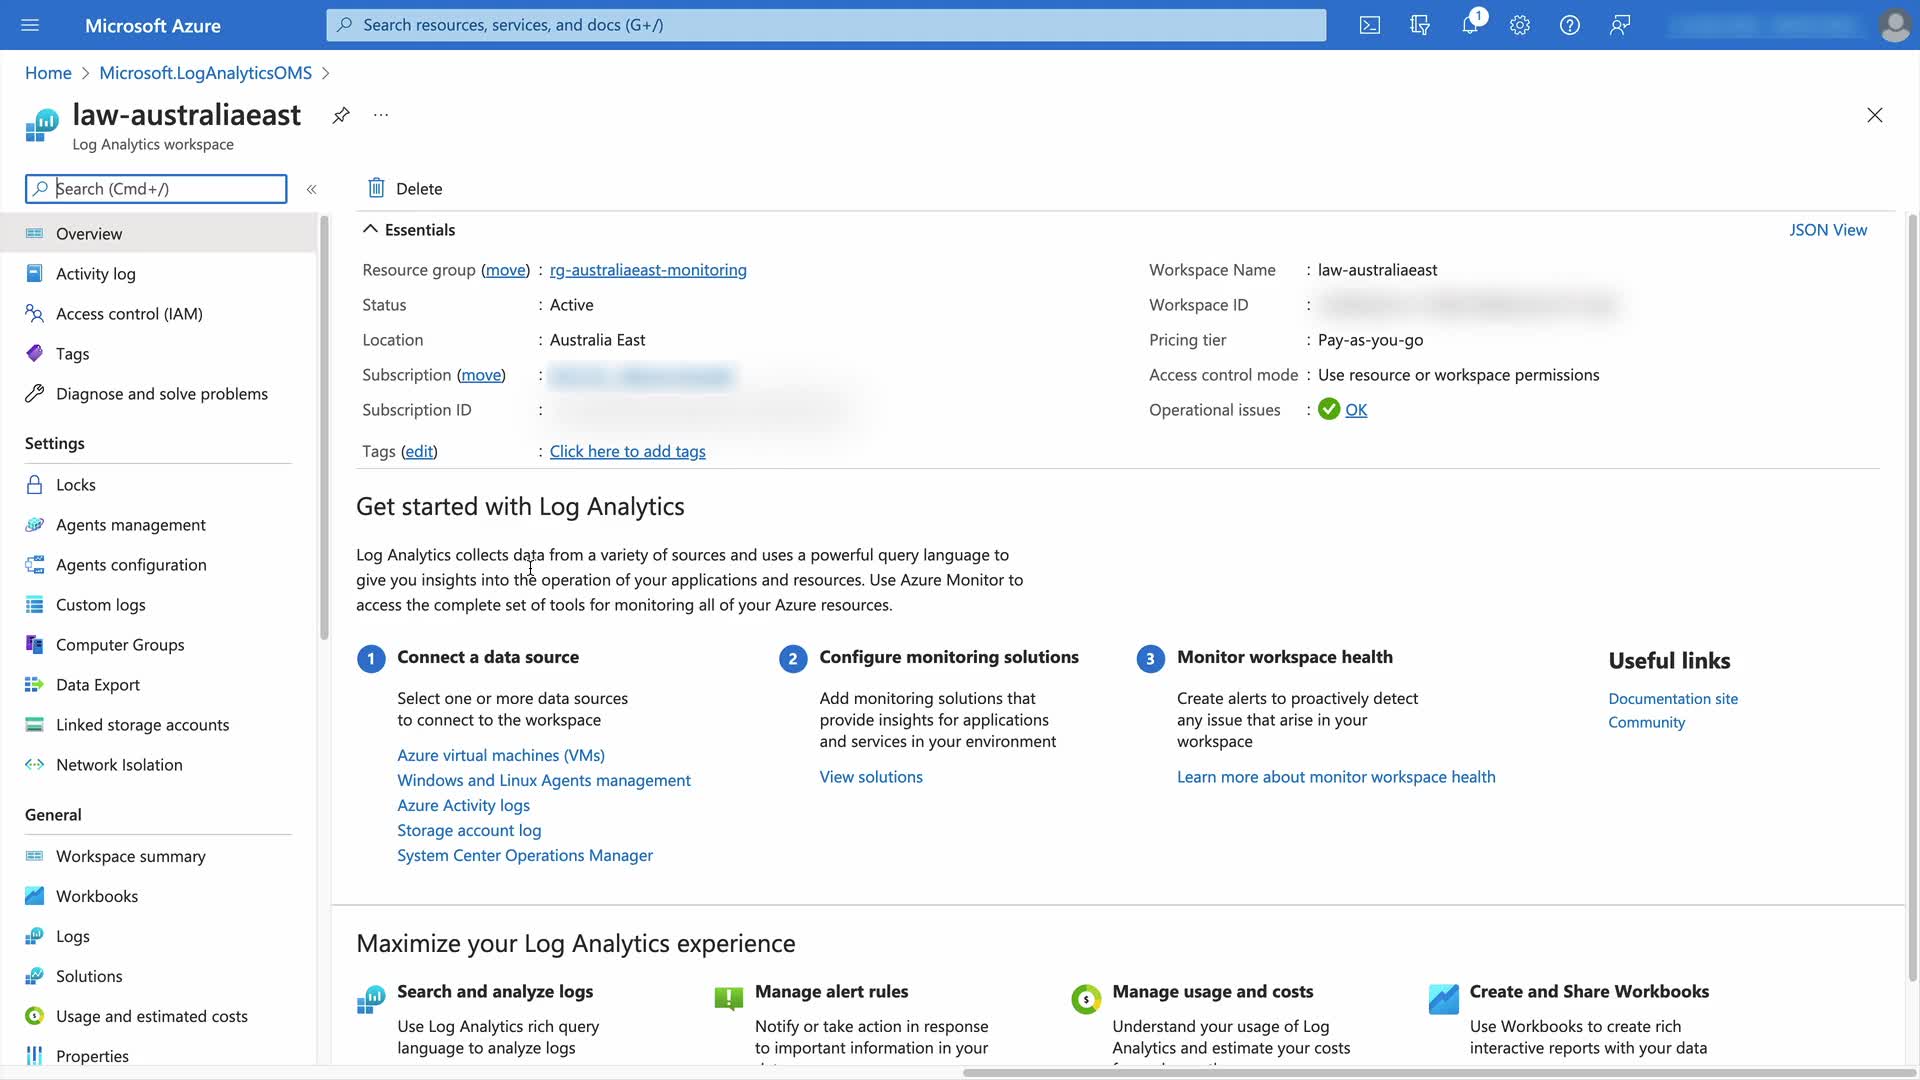 Microsoft Azure
Search resources, services, and docs (G+/)
1
Home > Microsoft.LogAnalyticsOMS >
law-australiaeast
...
Log Analytics workspace
Search (Cmd+/)
«
Delete
Overview
Activity log
Access control (IAM)
Tags
Diagnose and solve problems
Settings
Locks
Agents management
Agents configuration
Custom logs
Computer Groups
Data Export
Linked storage accounts
Network Isolation
General
Workspace summary
Workbooks
Logs
Solutions
Usage and estimated costs
Properties
Essentials
JSON View
Resource group (move) : rg-australiaeast-monitoring
Status : Active
Location : Australia East
Subscription (move) :
Subscription ID :
Tags (edit) : Click here to add tags
Workspace Name : law-australiaeast
Workspace ID :
Pricing tier : Pay-as-you-go
Access control mode : Use resource or workspace permissions
Operational issues : OK
Get started with Log Analytics
Log Analytics collects data from a variety of sources and uses a powerful query language to
give you insights into the operation of your applications and resources. Use Azure Monitor to
access the complete set of tools for monitoring all of your Azure resources.
1 Connect a data source
Select one or more data sources
to connect to the workspace
Azure virtual machines (VMs)
Windows and Linux Agents management
Azure Activity logs
Storage account log
System Center Operations Manager
2 Configure monitoring solutions
Add monitoring solutions that
provide insights for applications
and services in your environment
View solutions
3 Monitor workspace health
Create alerts to proactively detect
any issue that arise in your
workspace
Learn more about monitor workspace health
Useful links
Documentation site
Community
Maximize your Log Analytics experience
Search and analyze logs
Use Log Analytics rich query
language to analyze logs
Manage alert rules
Notify or take action in response
to important information in your
Manage usage and costs
Understand your usage of Log
Analytics and estimate your costs
Create and Share Workbooks
Use Workbooks to create rich
interactive reports with your data